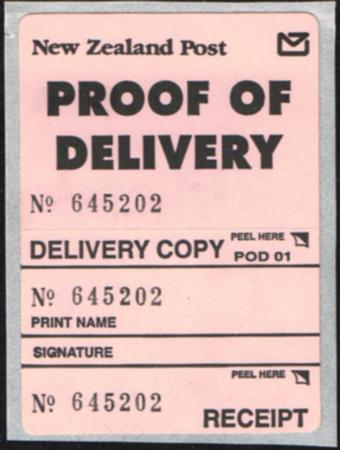 New Zealand Post
PROOF OF
DELIVERY
Nº 645202
DELIVERY COPY
PEEL HERE
POD 01
Nº 645202
PRINT NAME
SIGNATURE
PEEL HERE
Nº 645202
RECEIPT